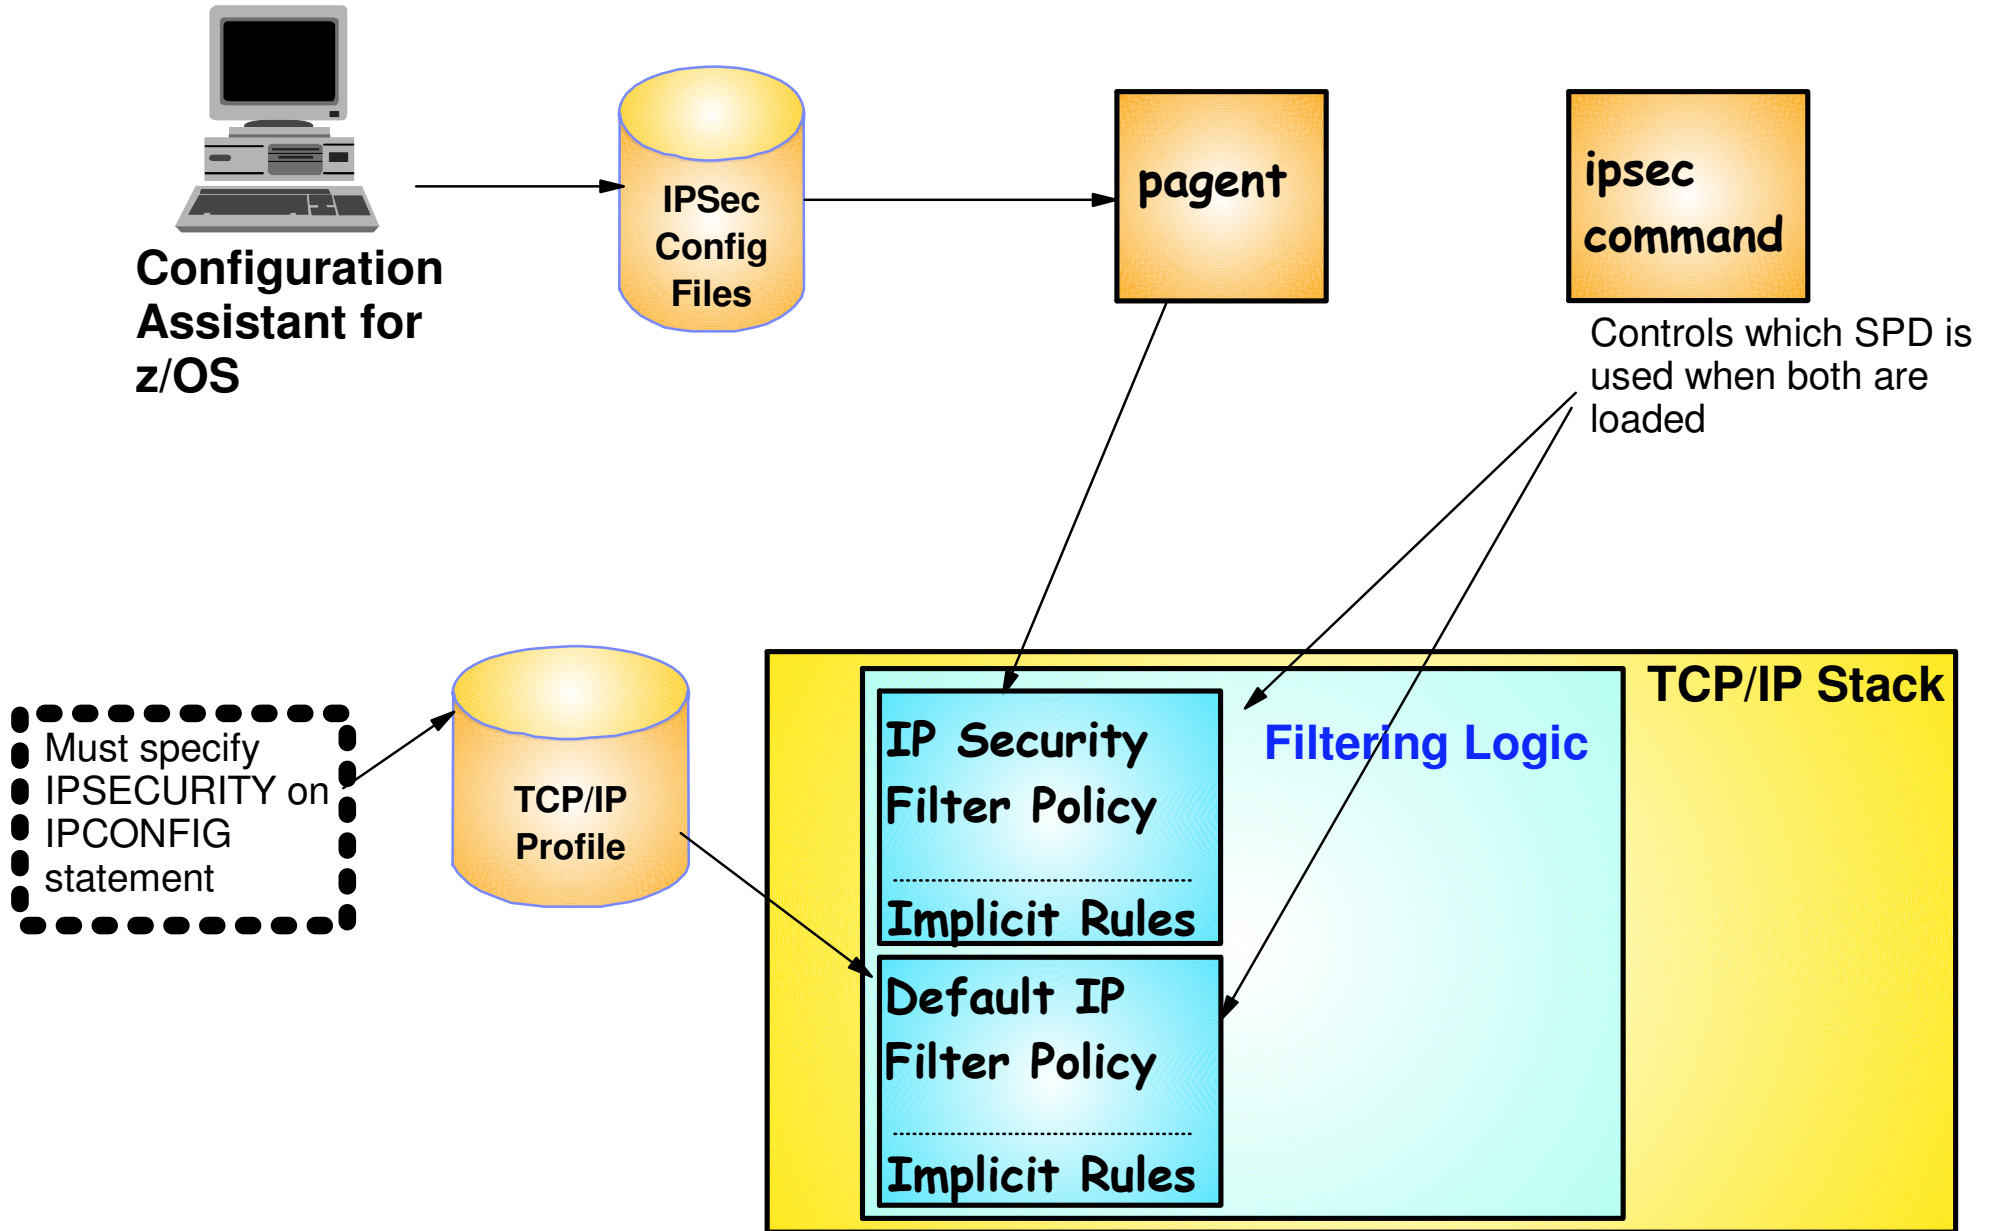 Configuration
Assistant for
z/OS
IPSec
Config
Files
pagent
ipsec
command
Controls which SPD is
used when both are
loaded
Must specify
IPSECURITY on
IPCONFIG
statement
TCP/IP
Profile
TCP/IP Stack
Filtering Logic
IP Security
Filter Policy
Implicit Rules
Default IP
Filter Policy
Implicit Rules